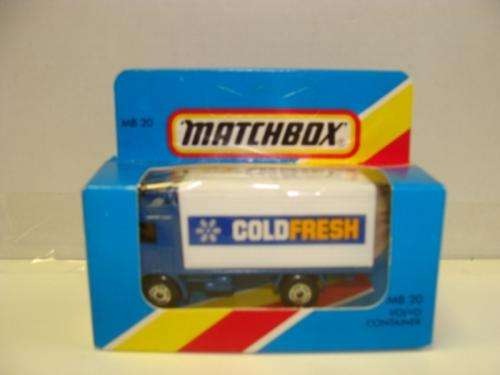 MB 20
MATCHBOX
COLDFRESH
MB 20
VOLVO
CONTAINER